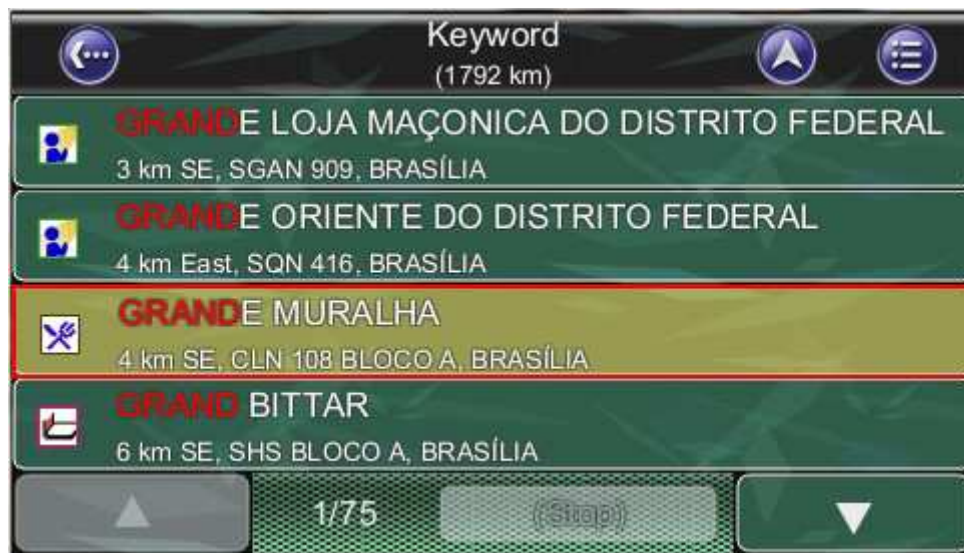 Keyword
(1792 km)
GRANDE LOJA MAÇONICA DO DISTRITO FEDERAL
3 km SE, SGAN 909, BRASÍLIA
GRANDE ORIENTE DO DISTRITO FEDERAL
4 km East, SQN 416, BRASÍLIA
GRANDE MURALHA
4 km SE, CLN 108 BLOCO A, BRASÍLIA
GRAND BITTAR
6 km SE, SHS BLOCO A, BRASÍLIA
1/75
((Stop))